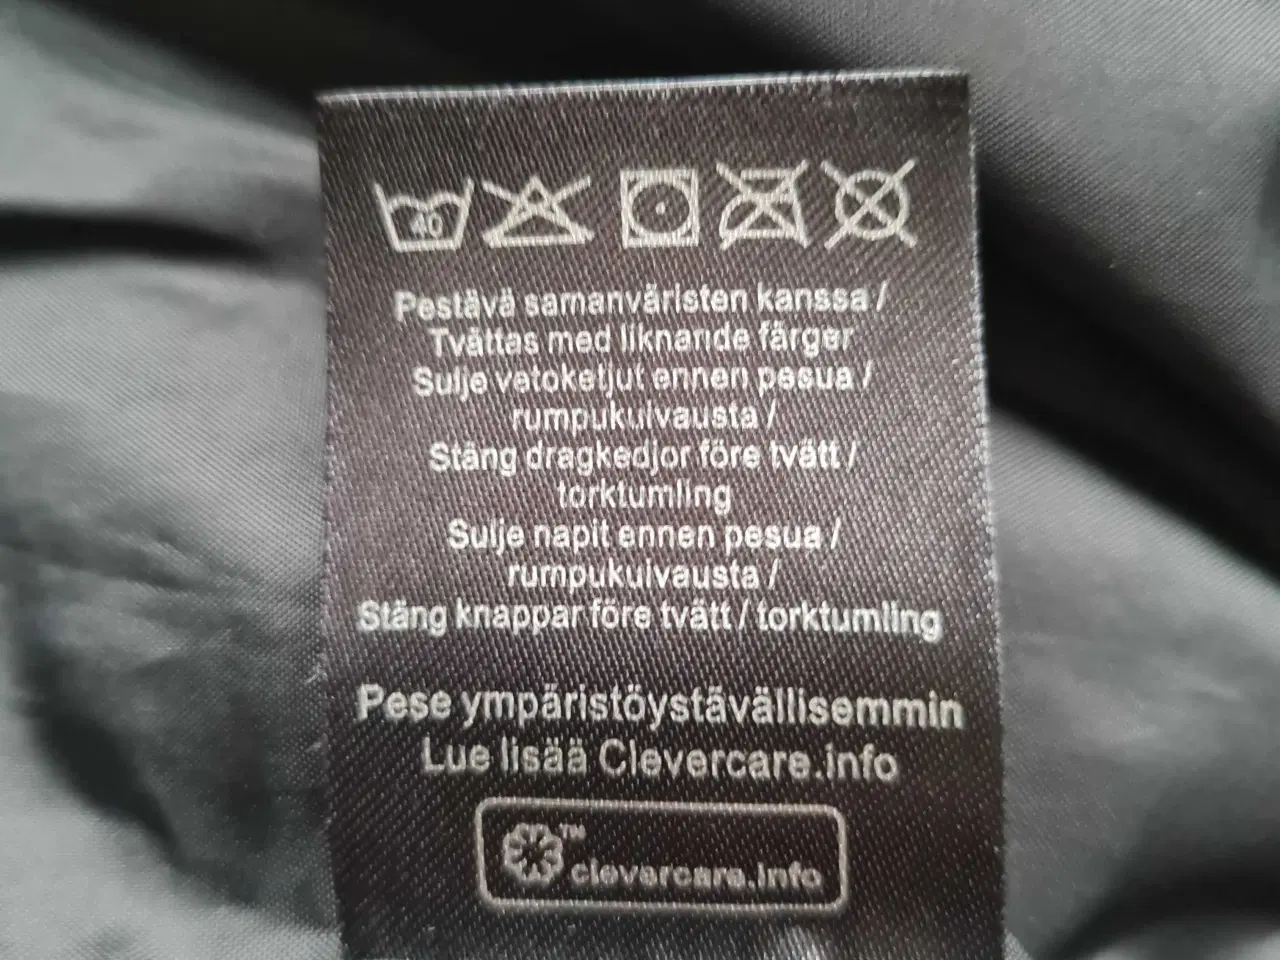 40
Pestävä samanväristen kanssa /
Tvättas med liknande färger
Sulje vetoketjut ennen pesua /
rumpukuivausta /
Stäng dragkedjor före tvätt /
torktumling
Sulje napit ennen pesua /
rumpukuivausta /
Stäng knappar före tvätt / torktumling
Pese ympäristöystävällisemmin
Lue lisää Clevercare.info
™ clevercare.info